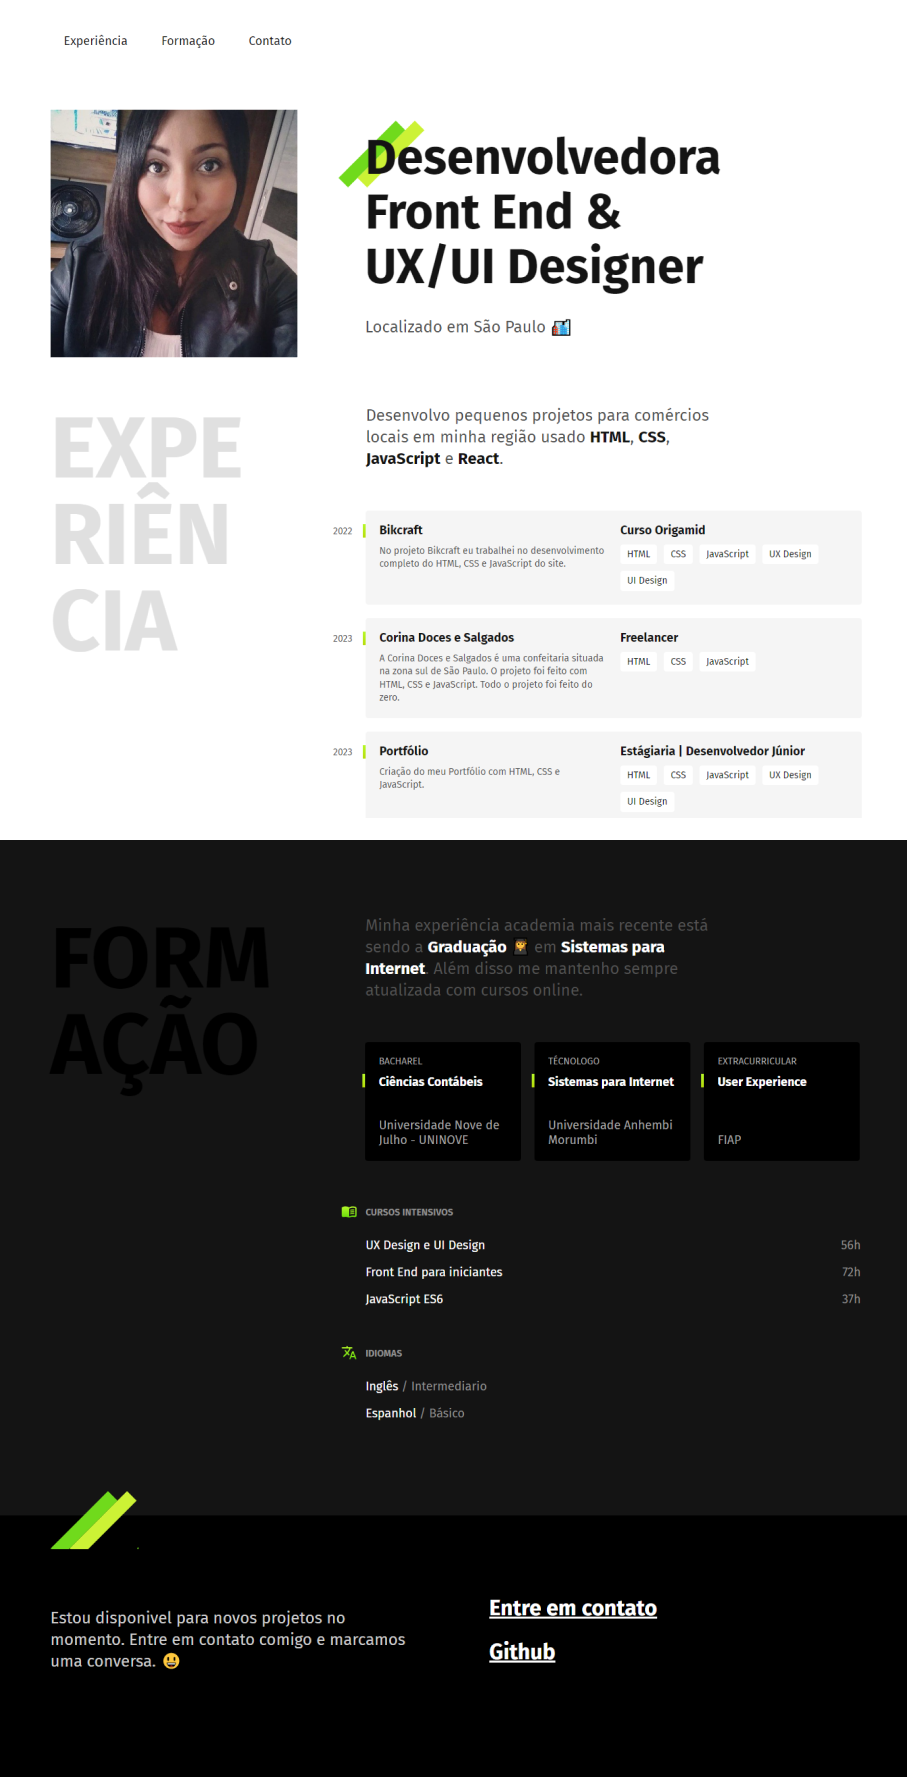 Experiência Formação Contato
Desenvolvedora
Front End &
UX/UI Designer
Localizado em São Paulo 🏙️
EXPE
RIÊN
CIA
Desenvolvo pequenos projetos para comércios
locais em minha região usado HTML, CSS,
JavaScript e React.
2022
Bikcraft
No projeto Bikcraft eu trabalhei no desenvolvimento
completo do HTML, CSS e JavaScript do site.
Curso Origamid
HTML CSS JavaScript UX Design
UI Design
2023
Corina Doces e Salgados
A Corina Doces e Salgados é uma confeitaria situada
na zona sul de São Paulo. O projeto foi feito com
HTML, CSS e JavaScript. Todo o projeto foi feito do
zero.
Freelancer
HTML CSS JavaScript
2023
Portfólio
Criação do meu Portfólio com HTML, CSS e
JavaScript.
Estágiaria | Desenvolvedor Júnior
HTML CSS JavaScript UX Design
UI Design
FORM
AÇÃO
Minha experiência academia mais recente está
sendo a Graduação 👩‍🎓 em Sistemas para
Internet. Além disso me mantenho sempre
atualizada com cursos online.
BACHAREL
Ciências Contábeis
Universidade Nove de
Julho - UNINOVE
TÉCNOLOGO
Sistemas para Internet
Universidade Anhembi
Morumbi
EXTRACURRICULAR
User Experience
FIAP
CURSOS INTENSIVOS
UX Design e UI Design 56h
Front End para iniciantes 72h
JavaScript ES6 37h
IDIOMAS
Inglês / Intermediario
Espanhol / Básico
Estou disponivel para novos projetos no
momento. Entre em contato comigo e marcamos
uma conversa. 😃
Entre em contato
Github